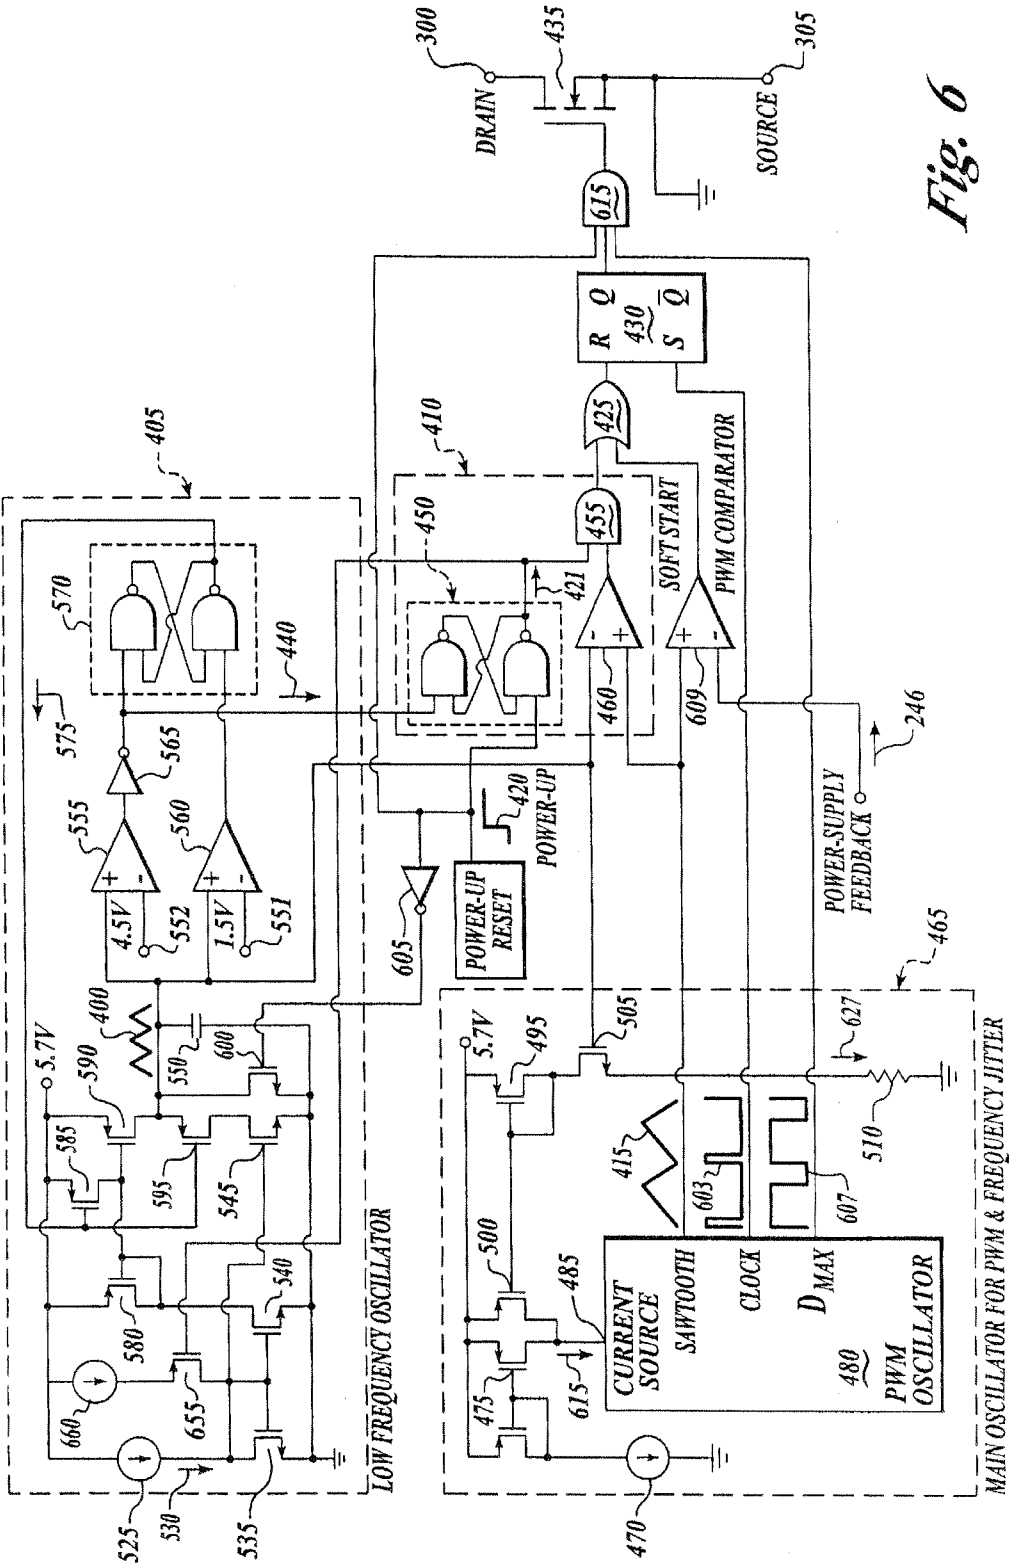 300
435
305
DRAIN
SOURCE
Fig. 6
615
405
410
570
575
440
450
421
455
425
R
Q
430
S
Q̅
SOFT START
PWM COMPARATOR
555
565
560
460
609
4.5V
552
1.5V
551
+
-
+
-
-
+
+
-
605
420
POWER-UP
POWER-UP
RESET
POWER-SUPPLY
FEEDBACK
246
465
5.7V
400
590
585
550
600
580
595
545
540
660
655
525
530
535
LOW FREQUENCY OSCILLATOR
5.7V
495
505
627
510
500
475
485
615
470
415
603
607
CURRENT
SOURCE
SAWTOOTH
CLOCK
DMAX
480
PWM
OSCILLATOR
MAIN OSCILLATOR FOR PWM & FREQUENCY JITTER